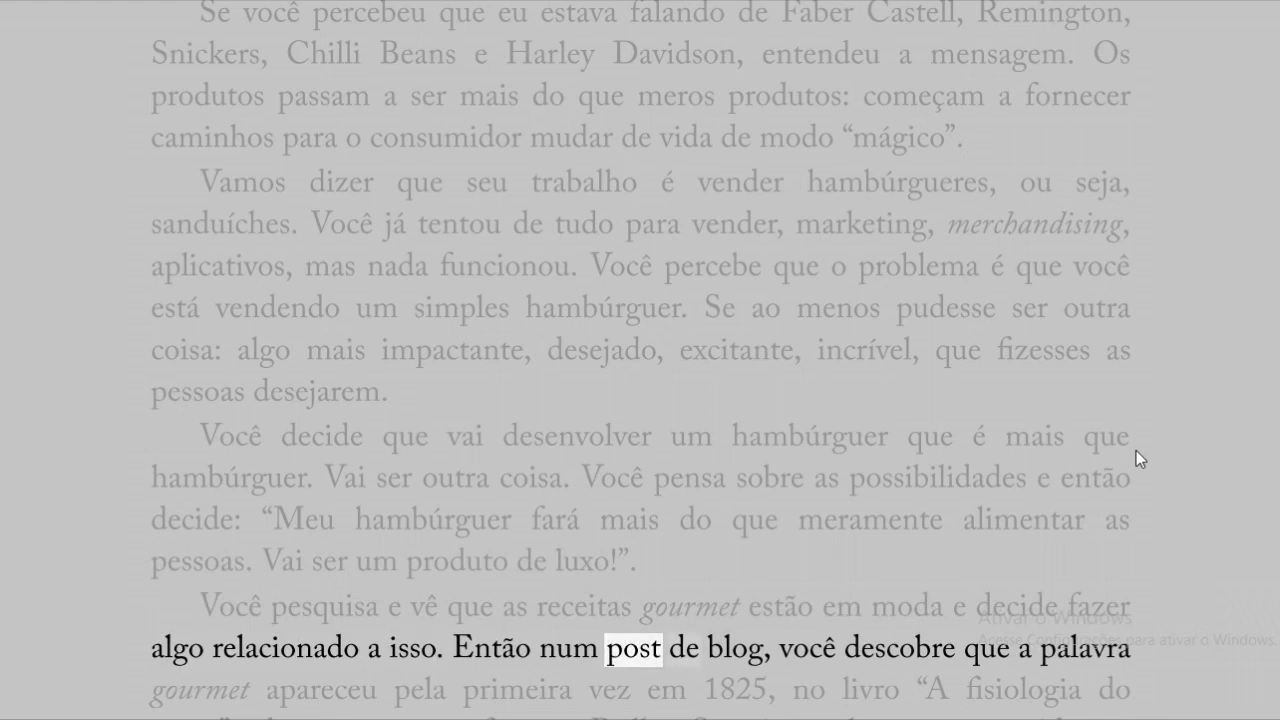 Se você percebeu que eu estava falando de Faber Castell, Remington,
Snickers, Chilli Beans e Harley Davidson, entendeu a mensagem. Os
produtos passam a ser mais do que meros produtos: começam a fornecer
caminhos para o consumidor mudar de vida de modo “mágico”.
Vamos dizer que seu trabalho é vender hambúrgueres, ou seja,
sanduíches. Você já tentou de tudo para vender, marketing, merchandising,
aplicativos, mas nada funcionou. Você percebe que o problema é que você
está vendendo um simples hambúrguer. Se ao menos pudesse ser outra
coisa: algo mais impactante, desejado, excitante, incrível, que fizesses as
pessoas desejarem.
Você decide que vai desenvolver um hambúrguer que é mais que
hambúrguer. Vai ser outra coisa. Você pensa sobre as possibilidades e então
decide: “Meu hambúrguer fará mais do que meramente alimentar as
pessoas. Vai ser um produto de luxo!”.
Você pesquisa e vê que as receitas gourmet estão em moda e decide fazer
Ativar o Windows
Acesse Configurações para ativar o Windows.
algo relacionado a isso. Então num post de blog, você descobre que a palavra
gourmet apareceu pela primeira vez em 1825, no livro “A fisiologia do